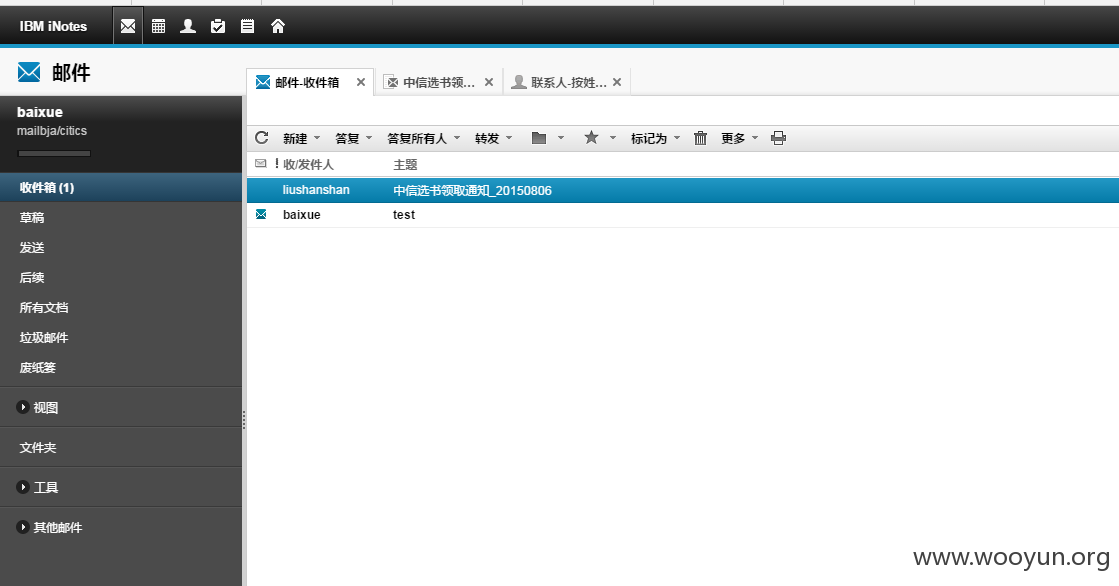 IBM iNotes
邮件
baixue
mailbja/citics
邮件-收件箱
中信选书领取...
联系人-按姓...
新建
答复
答复所有人
转发
标记为
更多
! 收/发件人 主题
liushanshan 中信选书领取通知_20150806
baixue test
收件箱 (1)
草稿
发送
后续
所有文档
垃圾邮件
废纸篓
视图
文件夹
工具
其他邮件
www.wooyun.org